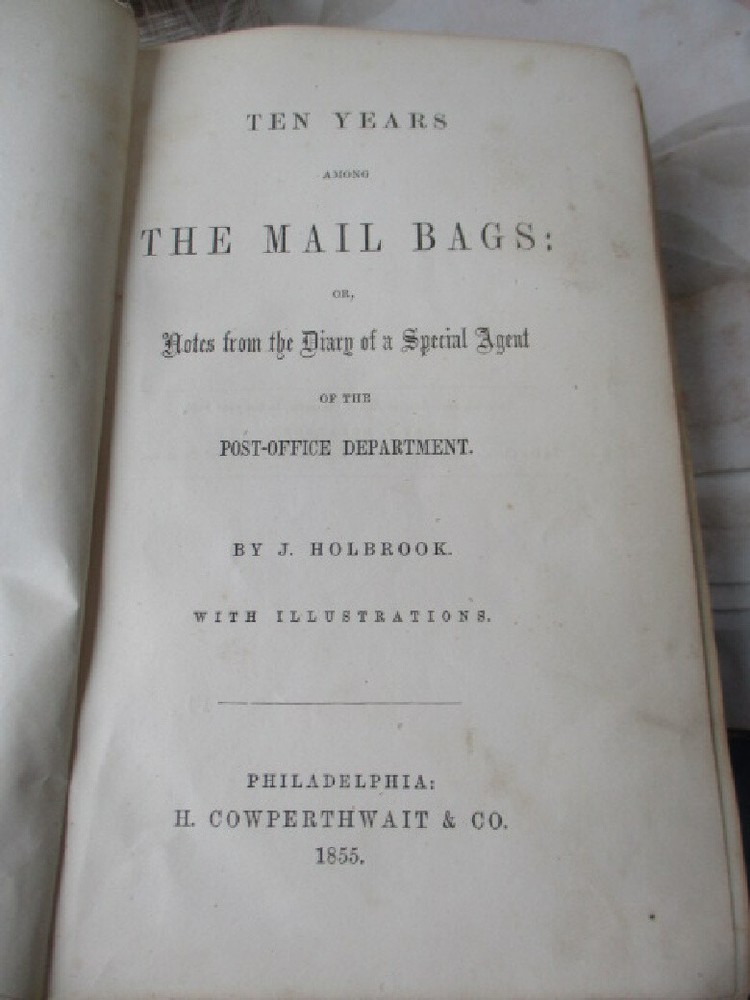 TEN YEARS
AMONG
THE MAIL BAGS:
OR,
Notes from the Diary of a Special Agent
OF THE
POST-OFFICE DEPARTMENT.
BY J. HOLBROOK.
WITH ILLUSTRATIONS.
PHILADELPHIA:
H. COWPERTHWAIT & CO.
1855.